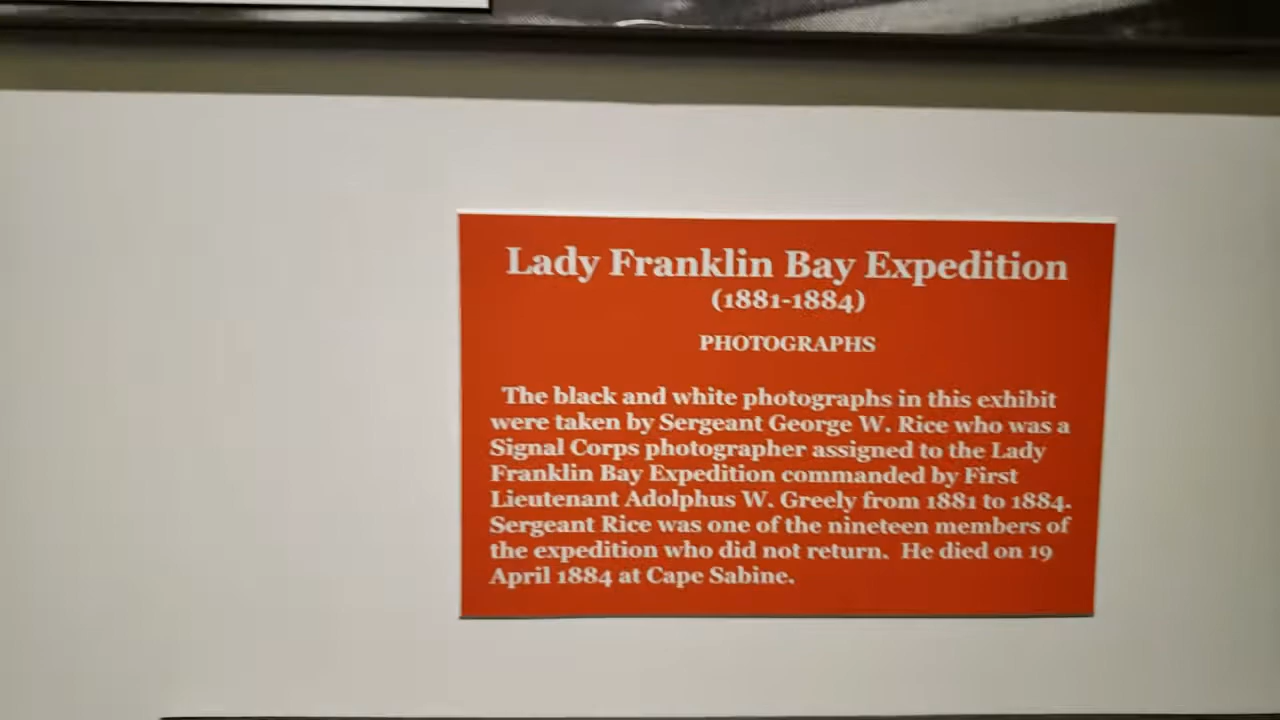 Lady Franklin Bay Expedition
(1881-1884)
PHOTOGRAPHS
The black and white photographs in this exhibit
were taken by Sergeant George W. Rice who was a
Signal Corps photographer assigned to the Lady
Franklin Bay Expedition commanded by First
Lieutenant Adolphus W. Greely from 1881 to 1884.
Sergeant Rice was one of the nineteen members of
the expedition who did not return. He died on 19
April 1884 at Cape Sabine.